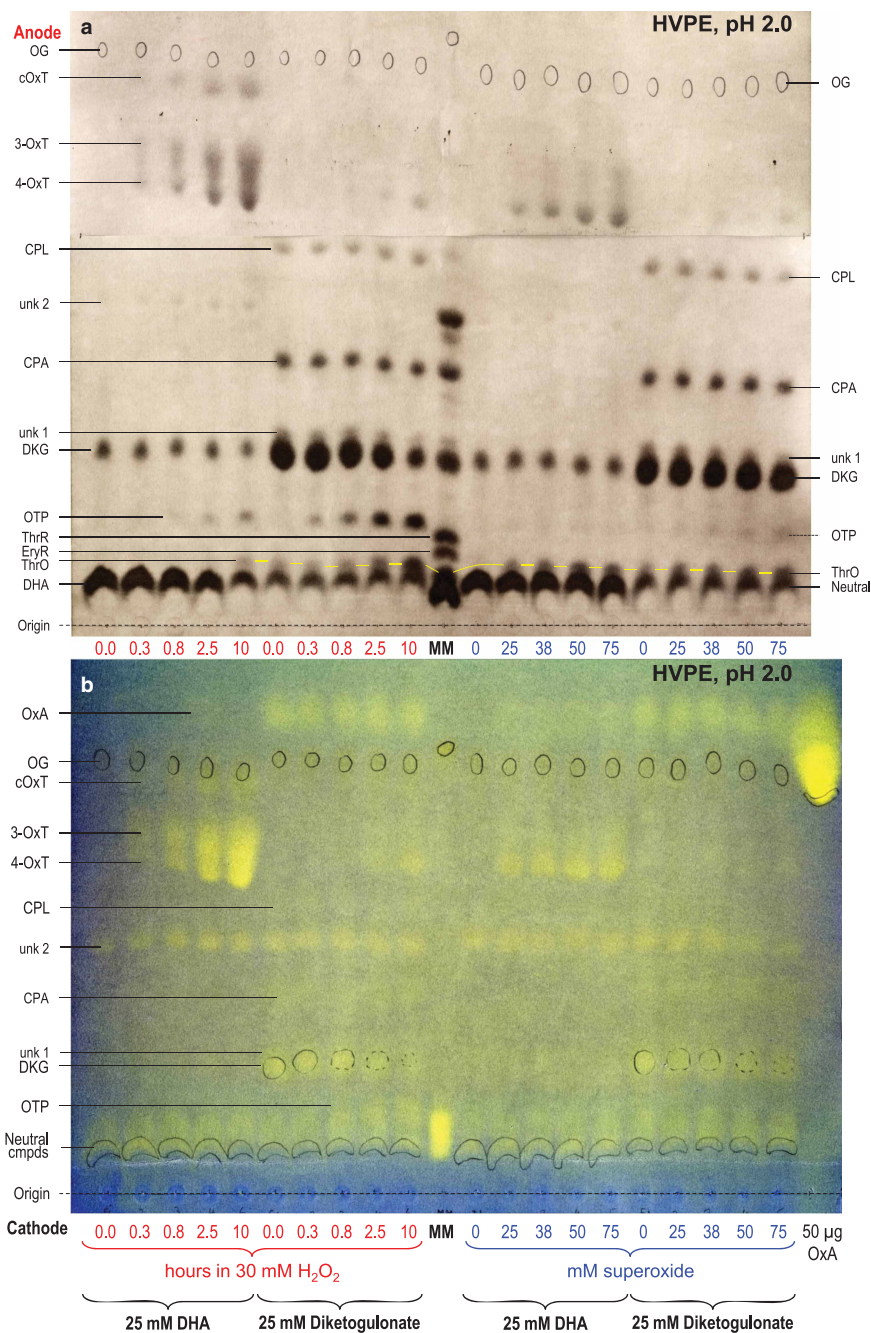 a
HVPE, pH 2.0
Anode
OG
cOxT
3-OxT
4-OxT
CPL
unk 2
CPA
unk 1
DKG
OTP
ThrR
EryR
ThrO
DHA
Origin
OG
CPL
CPA
unk 1
DKG
OTP
ThrO
Neutral
0.0 0.3 0.8 2.5 10 0.0 0.3 0.8 2.5 10 MM 0 25 38 50 75 0 25 38 50 75
b
HVPE, pH 2.0
OxA
OG
cOxT
3-OxT
4-OxT
CPL
unk 2
CPA
unk 1
DKG
OTP
Neutral
cmpds
Origin
Cathode
0.0 0.3 0.8 2.5 10 0.0 0.3 0.8 2.5 10 MM 0 25 38 50 75 0 25 38 50 75 50 µg
OxA
hours in 30 mM H₂O₂
mM superoxide
25 mM DHA
25 mM Diketogulonate
25 mM DHA
25 mM Diketogulonate